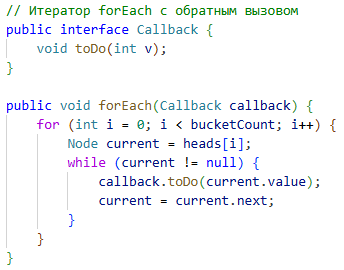 // Итератор forEach с обратным вызовом
public interface Callback {
    void toDo(int v);
}

public void forEach(Callback callback) {
    for (int i = 0; i < bucketCount; i++) {
        Node current = heads[i];
        while (current != null) {
            callback.toDo(current.value);
            current = current.next;
        }
    }
}